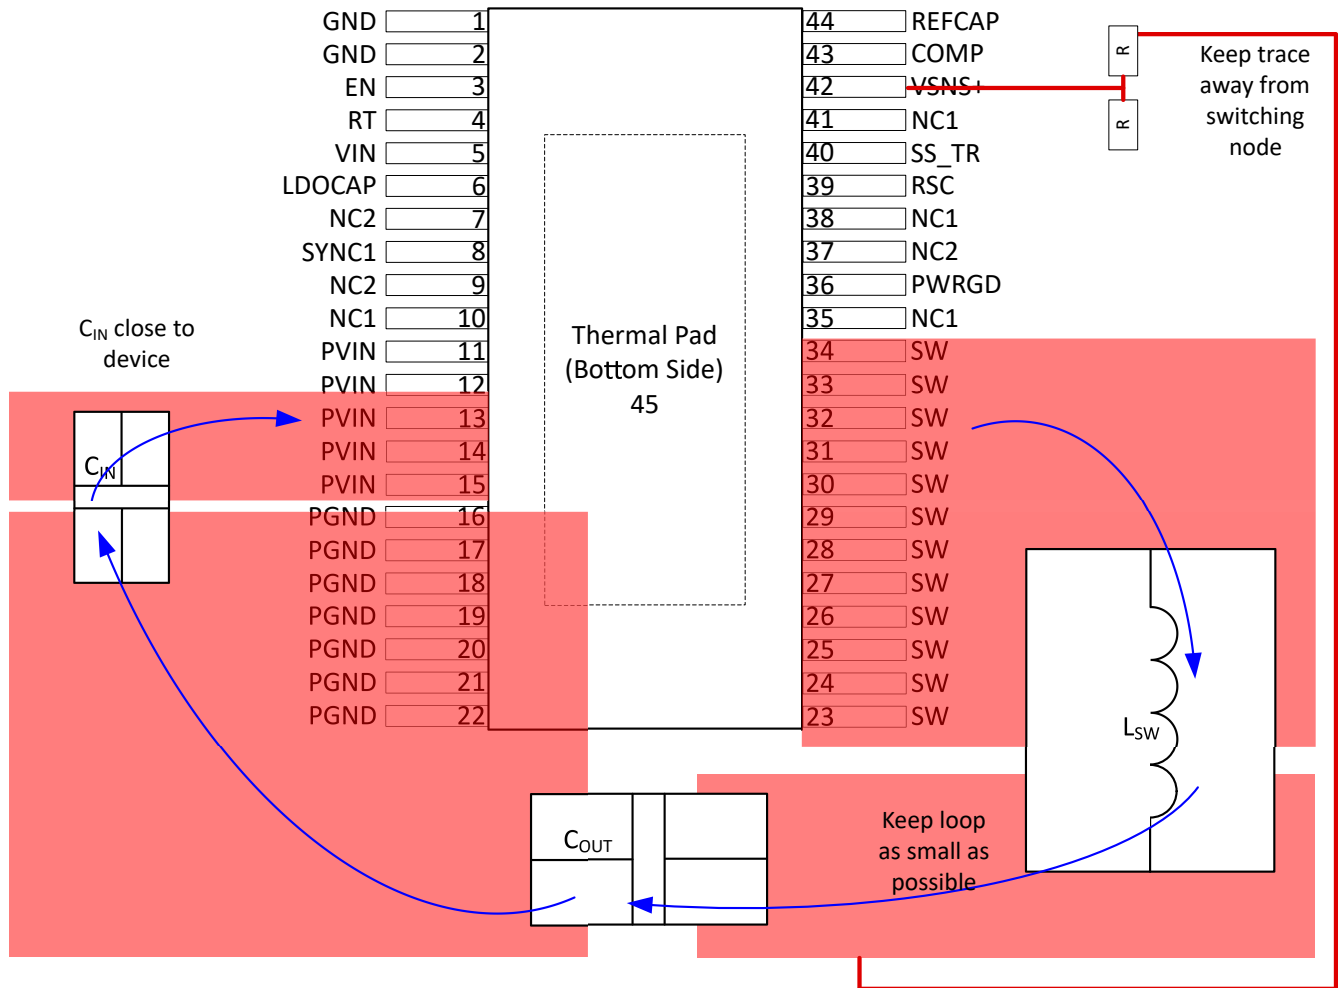 GND 1
GND 2
EN 3
RT 4
VIN 5
LDOCAP 6
NC2 7
SYNC1 8
NC2 9
NC1 10
PVIN 11
PVIN 12
PVIN 13
PVIN 14
PVIN 15
PGND 16
PGND 17
PGND 18
PGND 19
PGND 20
PGND 21
PGND 22
44 REFCAP
43 COMP
42 VSNS+
41 NC1
40 SS_TR
39 RSC
38 NC1
37 NC2
36 PWRGD
35 NC1
34 SW
33 SW
32 SW
31 SW
30 SW
29 SW
28 SW
27 SW
26 SW
25 SW
24 SW
23 SW
Thermal Pad
(Bottom Side)
45
R
R
Keep trace
away from
switching
node
CIN close to
device
CIN
LSW
COUT
Keep loop
as small as
possible